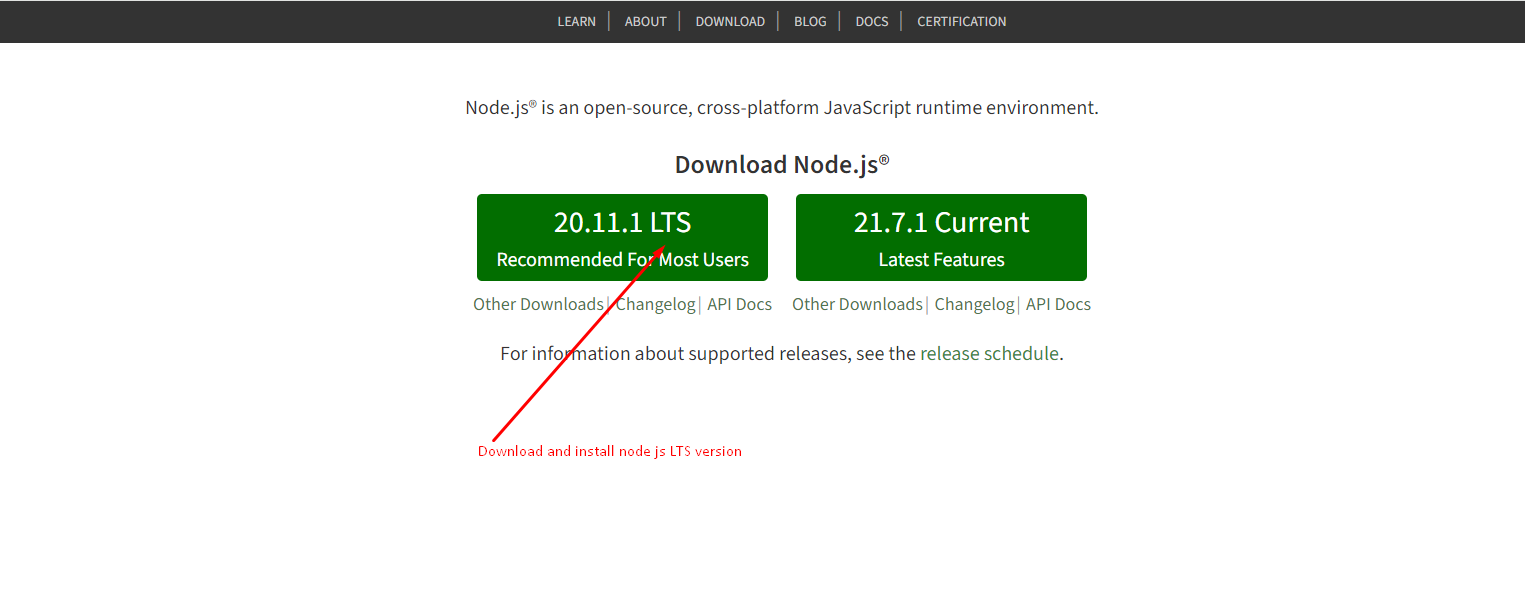 LEARN | ABOUT | DOWNLOAD | BLOG | DOCS | CERTIFICATION
Node.js® is an open-source, cross-platform JavaScript runtime environment.
Download Node.js®
20.11.1 LTS
Recommended For Most Users
21.7.1 Current
Latest Features
Other Downloads | Changelog | API Docs
Other Downloads | Changelog | API Docs
For information about supported releases, see the release schedule.
Download and install node js LTS version